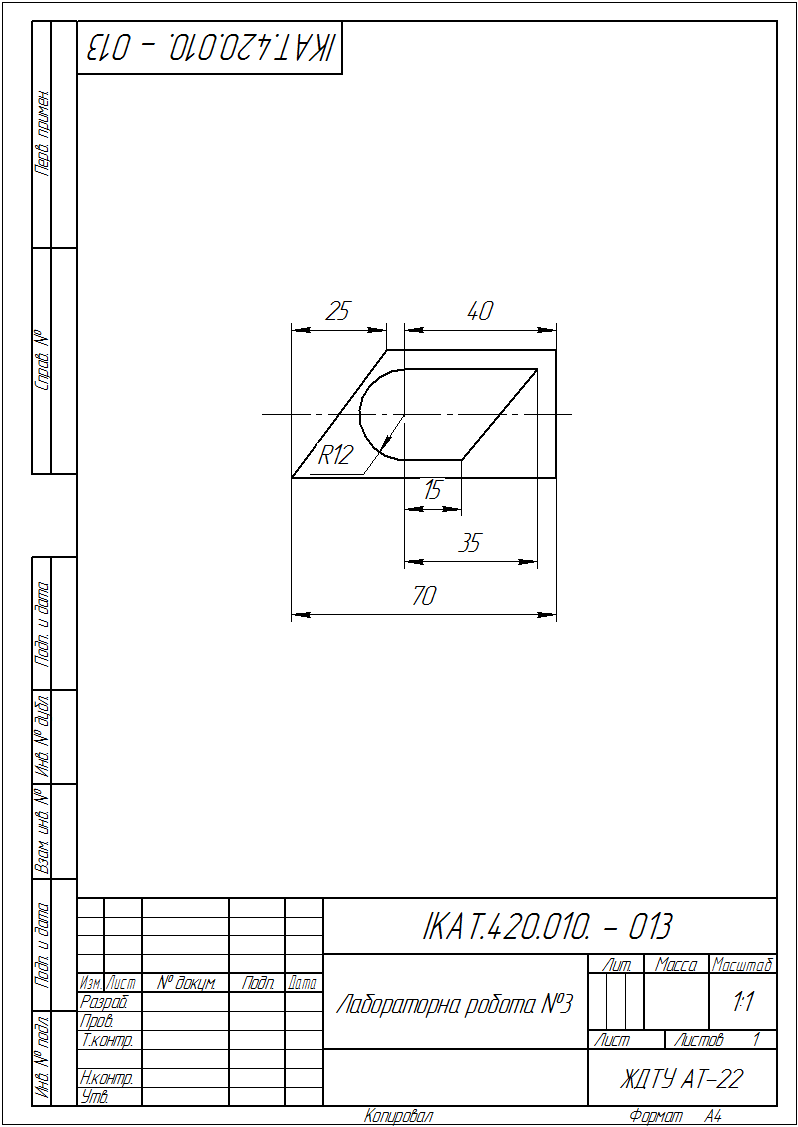 ІКАТ.420.010. - 013
Перв. примен.
Справ. №
25
40
R12
15
35
70
Подп. и дата
Инв. № дубл.
Взам. инв. №
Подп. и дата
Инв. № подл.
ІКАТ.420.010. - 013
Изм. Лист № докум. Подп. Дата
Разраб.
Пров.
Т.контр.
Н.контр.
Утв.
Лабораторна робота №3
Лит. Масса Масштаб
1:1
Лист Листов 1
ЖДТУ АТ-22
Копировал Формат А4